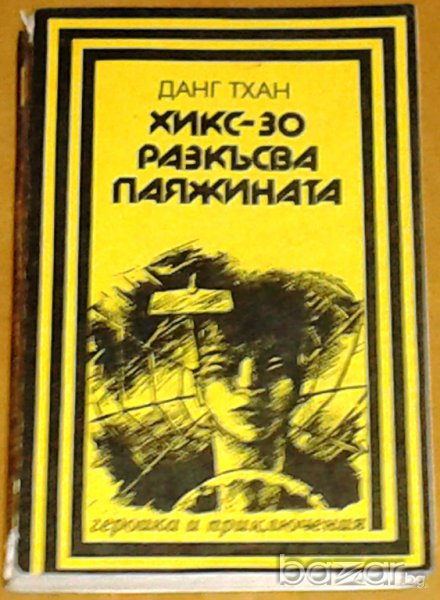 ДАНГ ТХАН
ХИКС-30
РАЗКЪСВА
ПАЯЖИНАТА
героика и приключения
bazar.bg